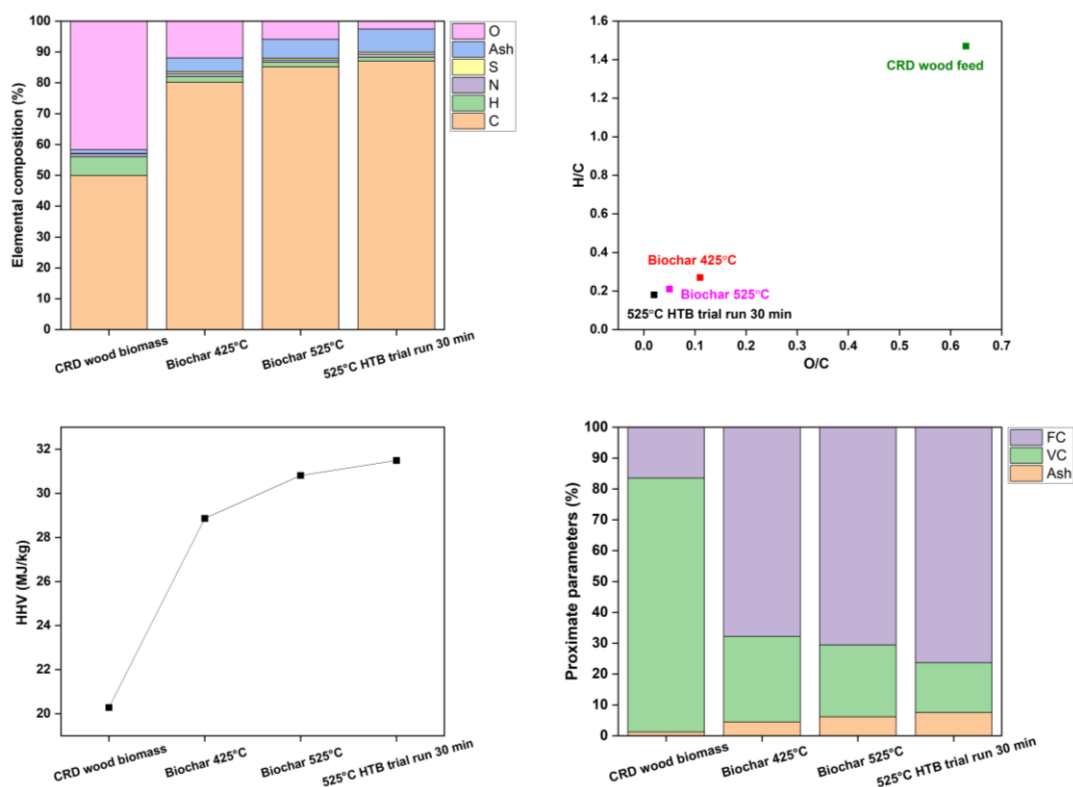 Elemental composition (%)
100
90
80
70
60
50
40
30
20
10
0
O
Ash
S
N
H
C
CRD wood biomass
Biochar 425°C
Biochar 525°C
525°C HTB trial run 30 min
H/C
1.6
1.4
1.2
1.0
0.8
0.6
0.4
0.2
0.0
CRD wood feed
Biochar 425°C
Biochar 525°C
525°C HTB trial run 30 min
0.0 0.1 0.2 0.3 0.4 0.5 0.6 0.7
O/C
HHV (MJ/kg)
32
30
28
26
24
22
20
CRD wood biomass
Biochar 425°C
Biochar 525°C
525°C HTB trial run 30 min
Proximate parameters (%)
100
90
80
70
60
50
40
30
20
10
0
FC
VC
Ash
CRD wood biomass
Biochar 425°C
Biochar 525°C
525°C HTB trial run 30 min